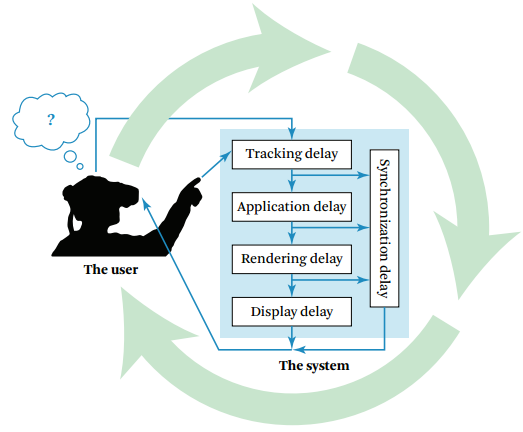 ?
Tracking delay
Application delay
Rendering delay
Display delay
Synchronization delay
The user
The system